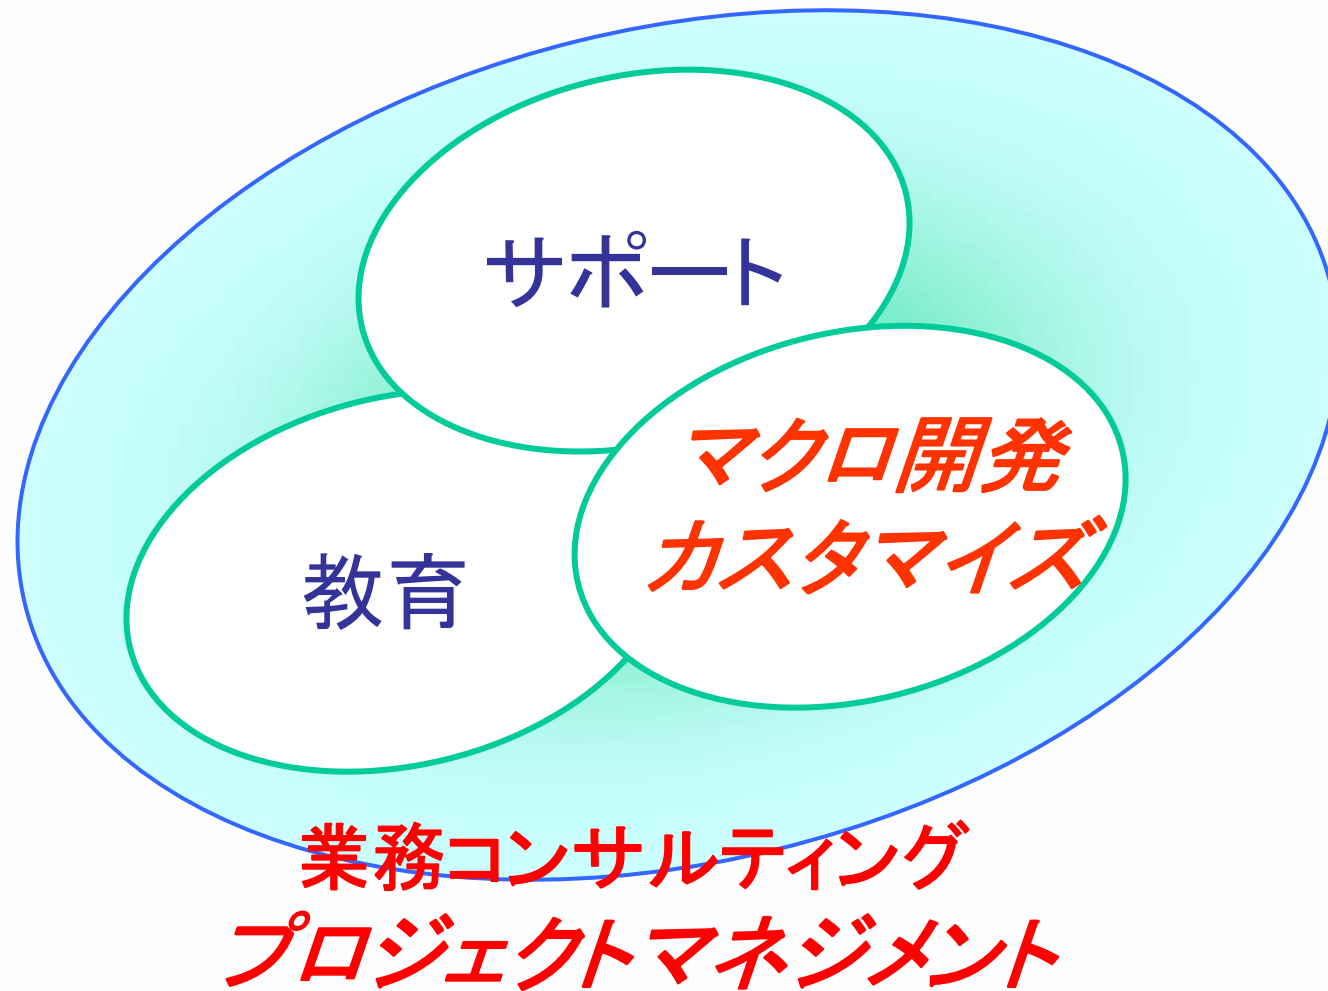 サポート
マクロ開発
カスタマイズ
教育
業務コンサルティング
プロジェクトマネジメント